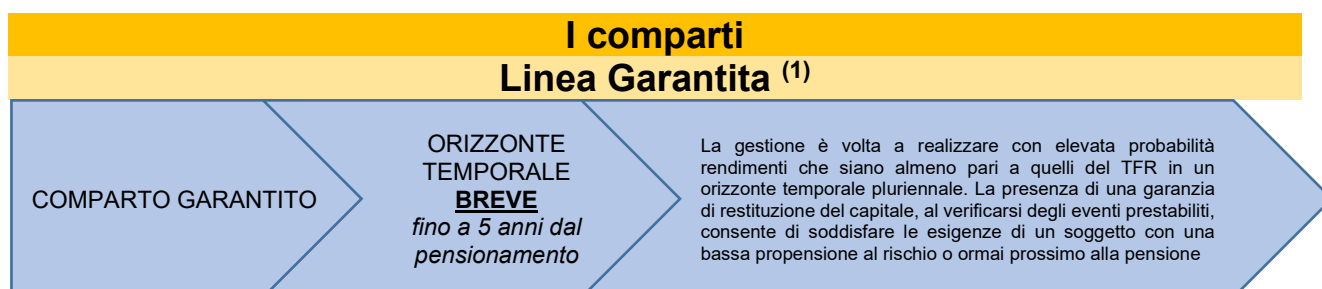 I comparti
Linea Garantita (1)
COMPARTO GARANTITO
ORIZZONTE
TEMPORALE
BREVE
fino a 5 anni dal
pensionamento
La gestione è volta a realizzare con elevata probabilità
rendimenti che siano almeno pari a quelli del TFR in un
orizzonte temporale pluriennale. La presenza di una garanzia
di restituzione del capitale, al verificarsi degli eventi prestabiliti,
consente di soddisfare le esigenze di un soggetto con una
bassa propensione al rischio o ormai prossimo alla pensione